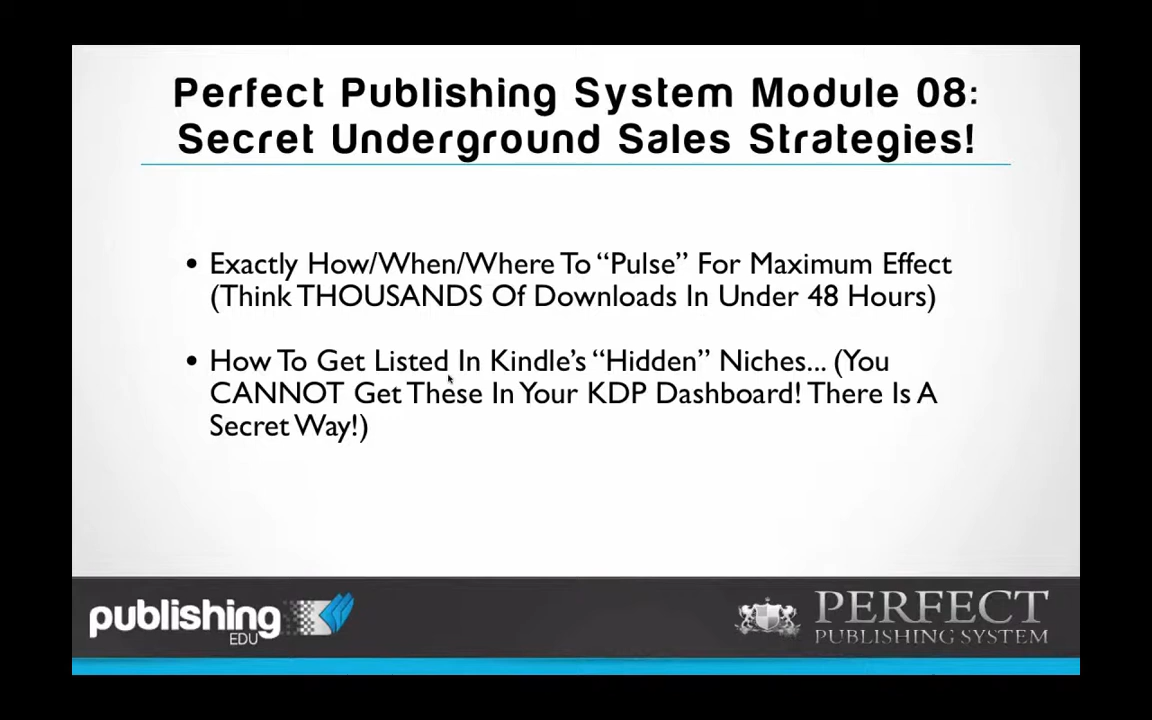 Perfect Publishing System Module 08:
Secret Underground Sales Strategies!
• Exactly How/When/Where To “Pulse” For Maximum Effect
(Think THOUSANDS Of Downloads In Under 48 Hours)
• How To Get Listed In Kindle’s “Hidden” Niches... (You
CANNOT Get These In Your KDP Dashboard! There Is A
Secret Way!)
publishing
EDU
PERFECT
PUBLISHING SYSTEM